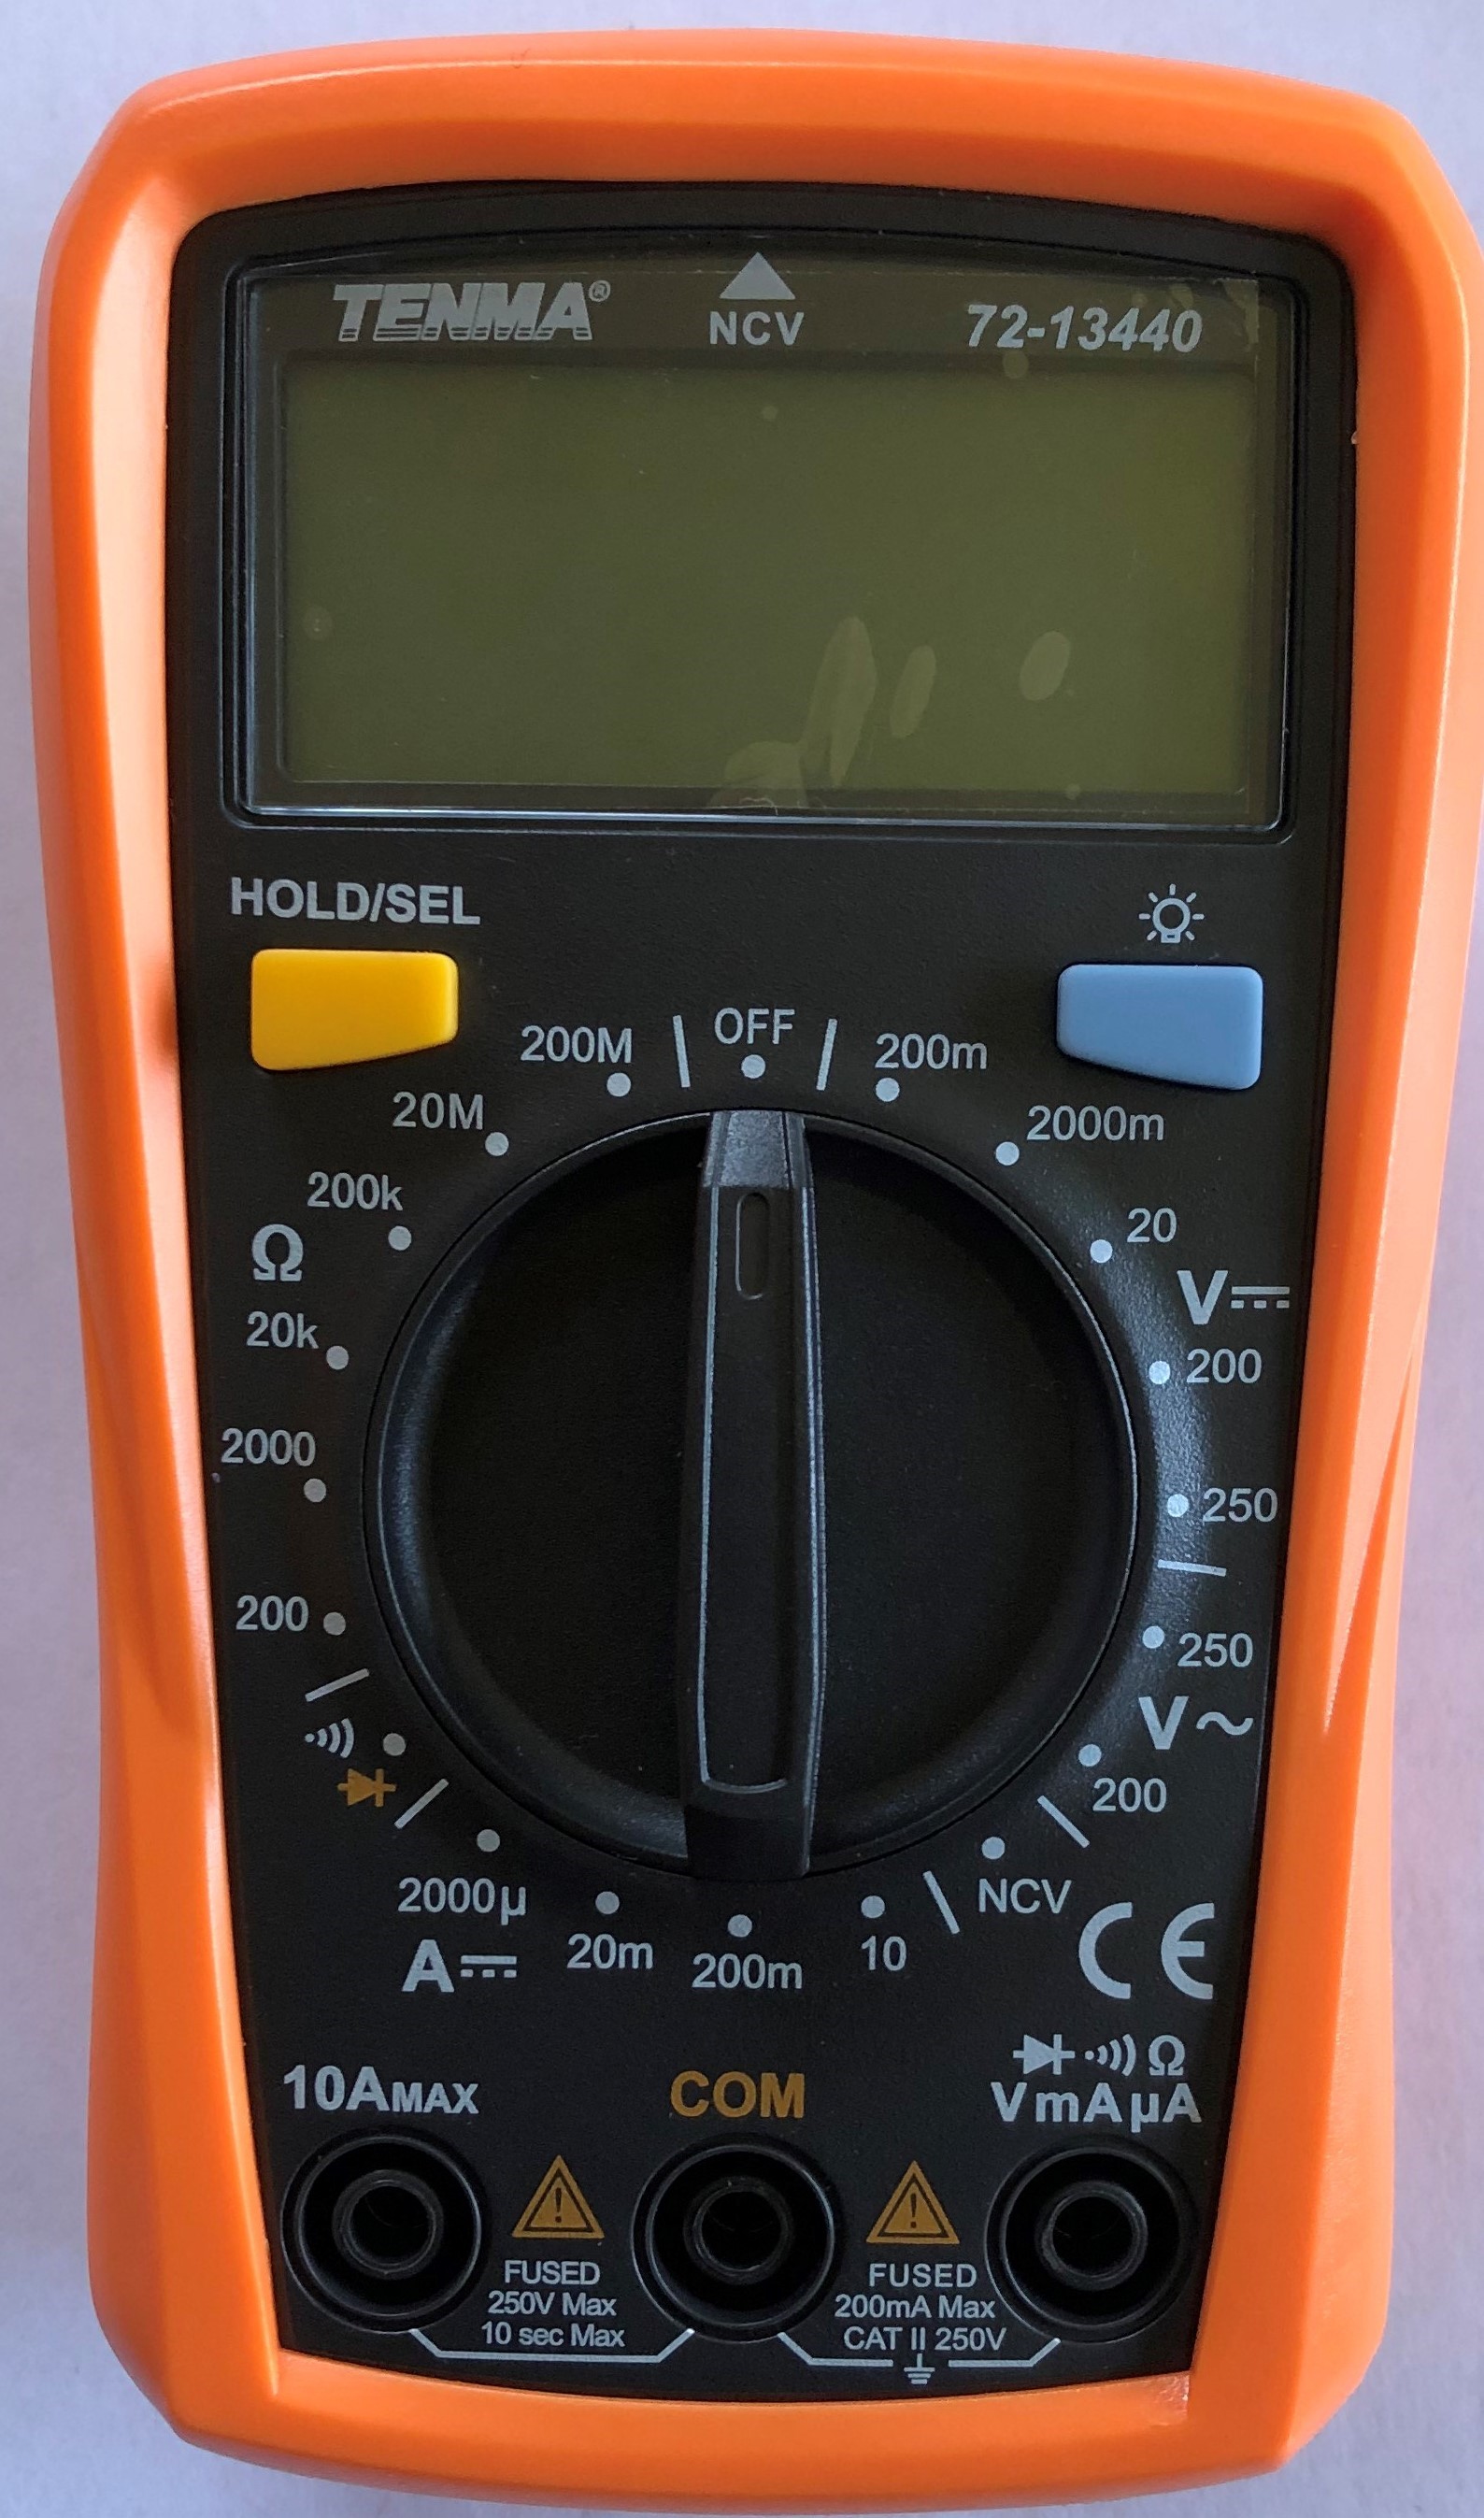 TENMA®
NCV
72-13440
HOLD/SEL
OFF
200m
2000m
20
V
200
250
250
V~
200
NCV
10
200m
20m
2000µ
A
200
2000
20k
Ω
200k
20M
200M
CE
10AMAX
COM
Ω
VmAµA
FUSED
250V Max
10 sec Max
FUSED
200mA Max
CAT II 250V